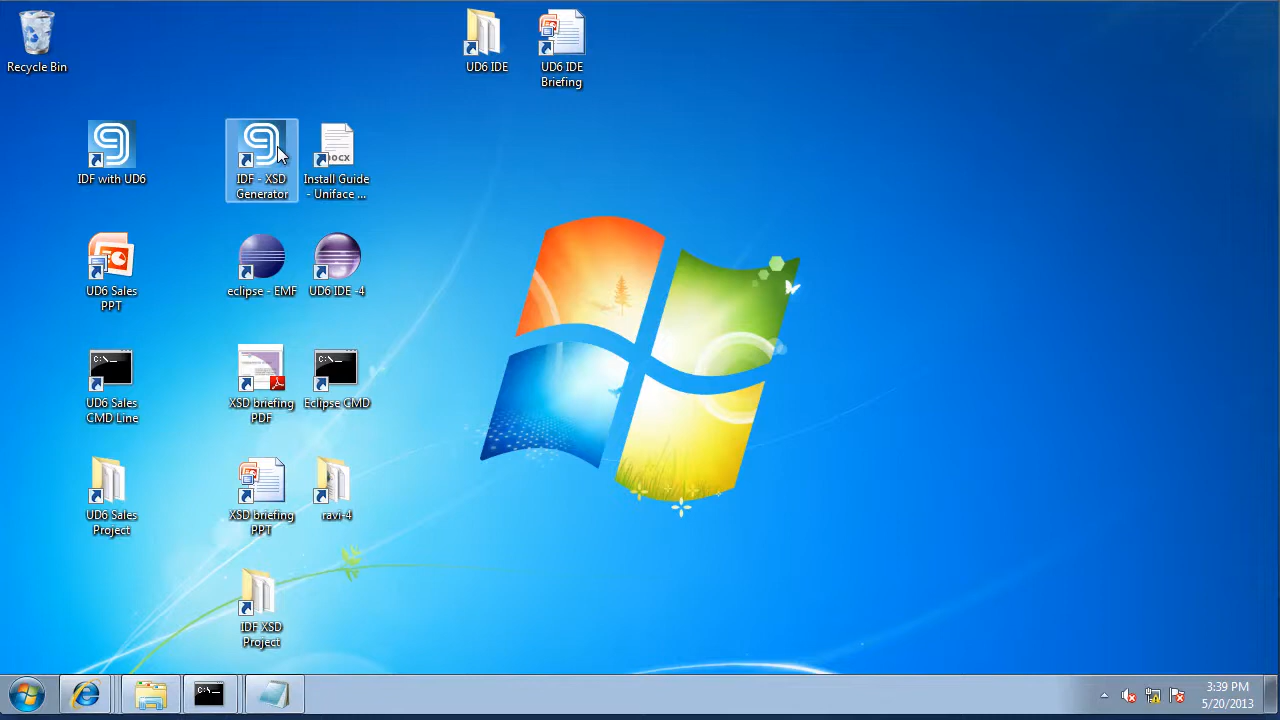 Recycle Bin
UD6 IDE
UD6 IDE
Briefing
IDF with UD6
IDF - XSD
Generator
DOCX
Install Guide
- Uniface ...
UD6 Sales
PPT
eclipse - EMF
UD6 IDE -4
C:\_
UD6 Sales
CMD Line
XSD briefing
PDF
C:\_
Eclipse CMD
UD6 Sales
Project
XSD briefing
PPT
ravi-4
IDF XSD
Project
C:\_
3:39 PM
5/20/2013